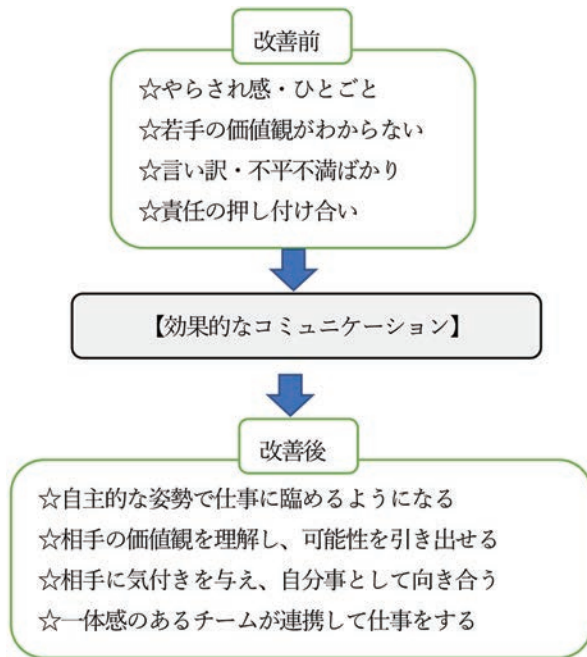 改善前
☆やらされ感・ひとごと
☆若手の価値観がわからない
☆言い訳・不平不満ばかり
☆責任の押し付け合い
【効果的なコミュニケーション】
改善後
☆自主的な姿勢で仕事に臨めるようになる
☆相手の価値観を理解し、可能性を引き出せる
☆相手に気付きを与え、自分事として向き合う
☆一体感のあるチームが連携して仕事をする